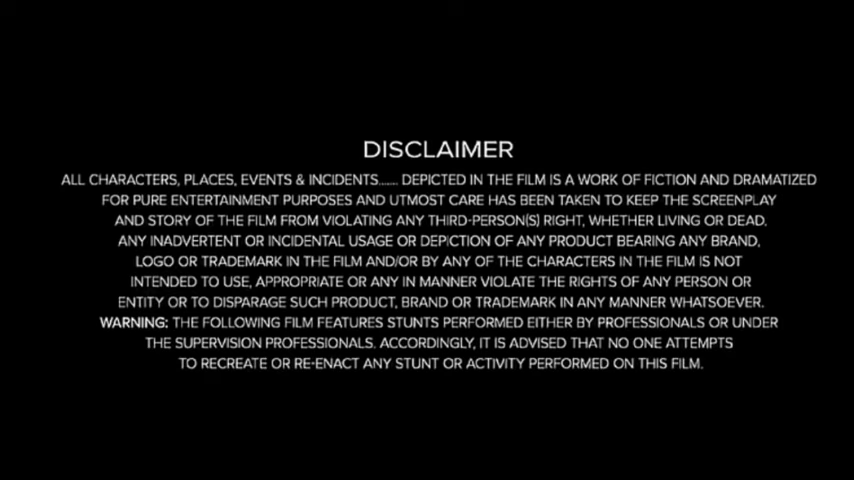 DISCLAIMER
ALL CHARACTERS, PLACES, EVENTS & INCIDENTS....... DEPICTED IN THE FILM IS A WORK OF FICTION AND DRAMATIZED
FOR PURE ENTERTAINMENT PURPOSES AND UTMOST CARE HAS BEEN TAKEN TO KEEP THE SCREENPLAY
AND STORY OF THE FILM FROM VIOLATING ANY THIRD-PERSON(S) RIGHT, WHETHER LIVING OR DEAD.
ANY INADVERTENT OR INCIDENTAL USAGE OR DEPICTION OF ANY PRODUCT BEARING ANY BRAND,
LOGO OR TRADEMARK IN THE FILM AND/OR BY ANY OF THE CHARACTERS IN THE FILM IS NOT
INTENDED TO USE, APPROPRIATE OR ANY IN MANNER VIOLATE THE RIGHTS OF ANY PERSON OR
ENTITY OR TO DISPARAGE SUCH PRODUCT, BRAND OR TRADEMARK IN ANY MANNER WHATSOEVER.
WARNING: THE FOLLOWING FILM FEATURES STUNTS PERFORMED EITHER BY PROFESSIONALS OR UNDER
THE SUPERVISION PROFESSIONALS. ACCORDINGLY, IT IS ADVISED THAT NO ONE ATTEMPTS
TO RECREATE OR RE-ENACT ANY STUNT OR ACTIVITY PERFORMED ON THIS FILM.